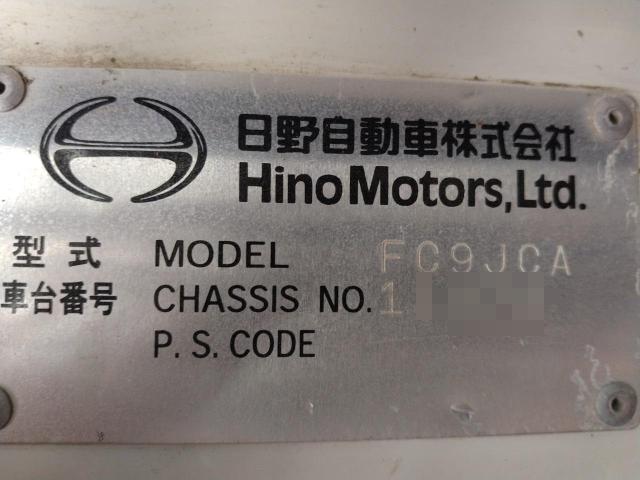 日野自動車株式会社
Hino Motors, Ltd.
型式 MODEL FC9JCA
車台番号 CHASSIS NO. 1
P. S. CODE